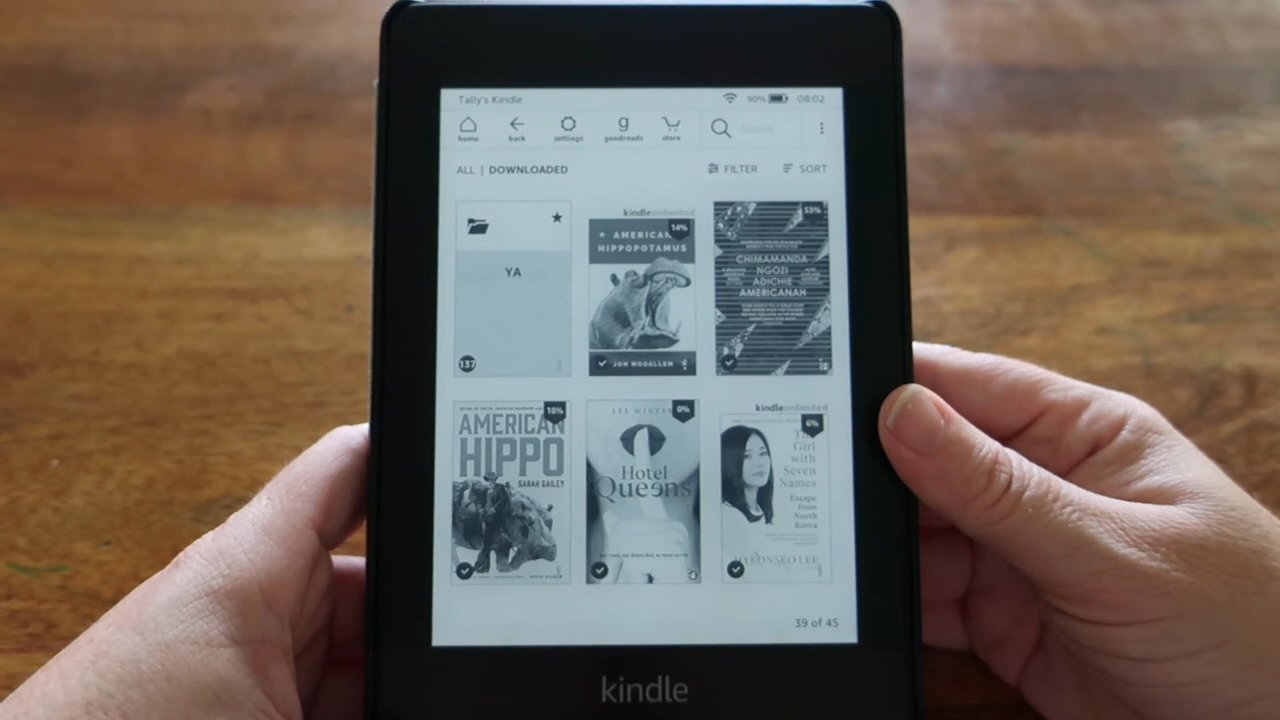 Tally's Kindle
90% 08:02
home back settings goodreads store
ALL | DOWNLOADED FILTER SORT
YA
137
kindleunlimited
14%
AMERICAN
HIPPOPOTAMUS
JON MOOALLEM
53%
CHIMAMANDA
NGOZI
ADICHIE
AMERICANAH
18%
AMERICAN
HIPPO
SARAH GAILEY
0%
LEE WINTER
Hotel
Queens
kindleunlimited
6%
The
Girl
with
Seven
Names
Escape
from
North
Korea
HYEONSEO LEE
39 of 45
kindle